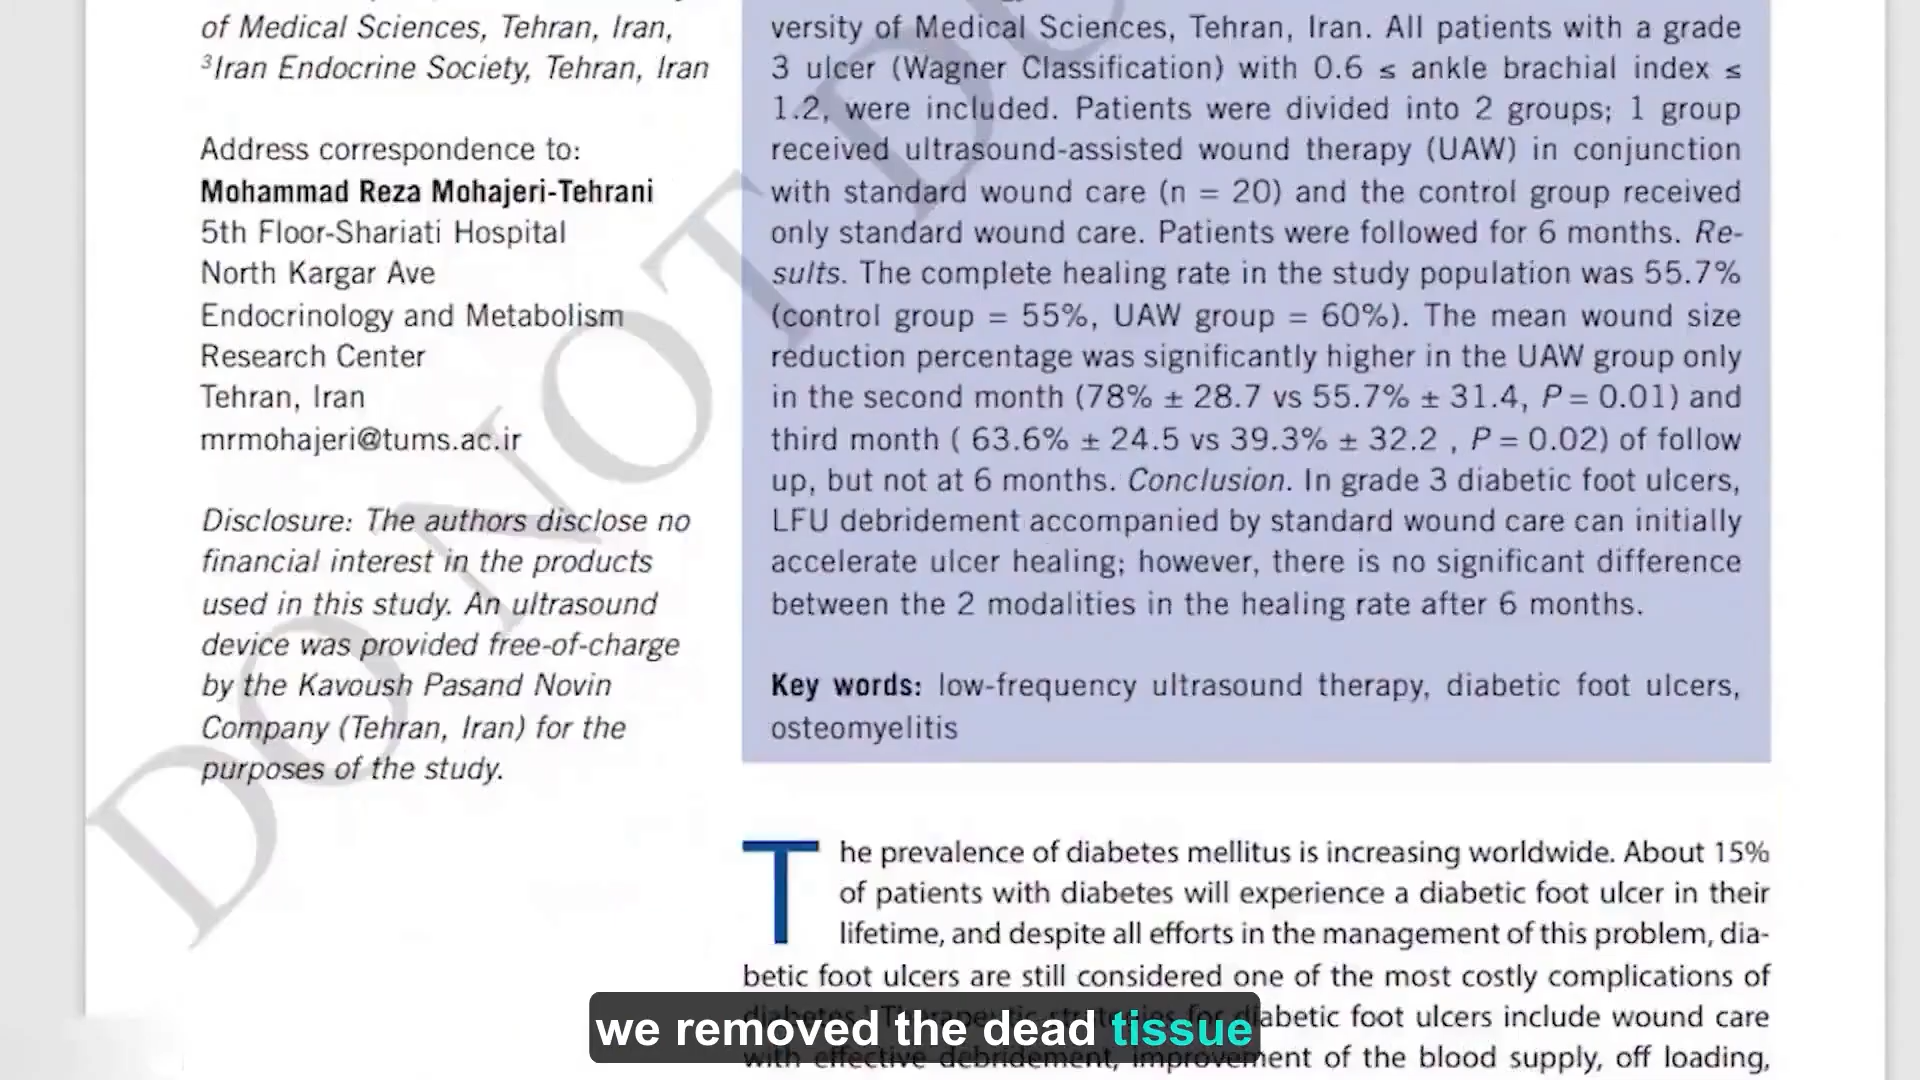 of Medical Sciences, Tehran, Iran,
³Iran Endocrine Society, Tehran, Iran
Address correspondence to:
Mohammad Reza Mohajeri-Tehrani
5th Floor-Shariati Hospital
North Kargar Ave
Endocrinology and Metabolism
Research Center
Tehran, Iran
mrmohajeri@tums.ac.ir
Disclosure: The authors disclose no
financial interest in the products
used in this study. An ultrasound
device was provided free-of-charge
by the Kavoush Pasand Novin
Company (Tehran, Iran) for the
purposes of the study.
versity of Medical Sciences, Tehran, Iran. All patients with a grade
3 ulcer (Wagner Classification) with 0.6 ≤ ankle brachial index ≤
1.2, were included. Patients were divided into 2 groups; 1 group
received ultrasound-assisted wound therapy (UAW) in conjunction
with standard wound care (n = 20) and the control group received
only standard wound care. Patients were followed for 6 months. Re-
sults. The complete healing rate in the study population was 55.7%
(control group = 55%, UAW group = 60%). The mean wound size
reduction percentage was significantly higher in the UAW group only
in the second month (78% ± 28.7 vs 55.7% ± 31.4, P = 0.01) and
third month ( 63.6% ± 24.5 vs 39.3% ± 32.2 , P = 0.02) of follow
up, but not at 6 months. Conclusion. In grade 3 diabetic foot ulcers,
LFU debridement accompanied by standard wound care can initially
accelerate ulcer healing; however, there is no significant difference
between the 2 modalities in the healing rate after 6 months.
Key words: low-frequency ultrasound therapy, diabetic foot ulcers,
osteomyelitis
The prevalence of diabetes mellitus is increasing worldwide. About 15%
of patients with diabetes will experience a diabetic foot ulcer in their
lifetime, and despite all efforts in the management of this problem, dia-
betic foot ulcers are still considered one of the most costly complications of
diabetic foot ulcers include wound care
with effective debridement, improvement of the blood supply, off loading,
DO NOT
we removed the dead tissue